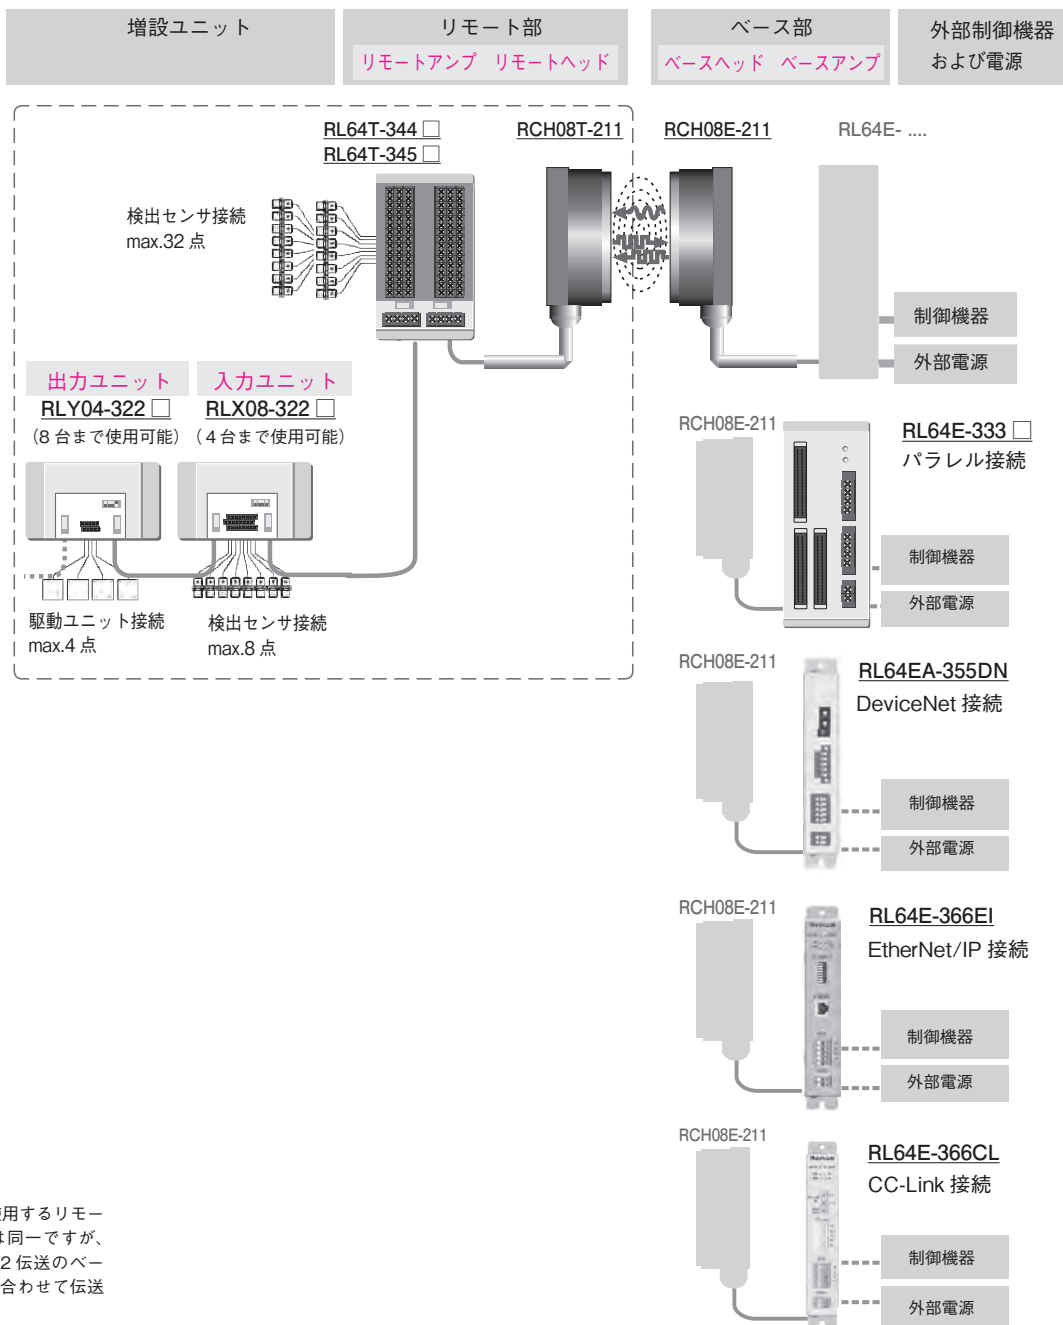 増設ユニット
リモート部
リモートアンプ リモートヘッド
ベース部
ベースヘッド ベースアンプ
外部制御機器
および電源
RL64T-344□
RL64T-345□
RCH08T-211
RCH08E-211
RL64E- ....
検出センサ接続
max.32 点
制御機器
外部電源
出力ユニット
RLY04-322□
(8 台まで使用可能)
入力ユニット
RLX08-322□
(4 台まで使用可能)
駆動ユニット接続
max.4 点
検出センサ接続
max.8 点
RCH08E-211
RL64E-333□
パラレル接続
制御機器
外部電源
RCH08E-211
RL64EA-355DN
DeviceNet 接続
制御機器
外部電源
RCH08E-211
RL64E-366EI
EtherNet/IP 接続
制御機器
外部電源
RCH08E-211
RL64E-366CL
CC-Link 接続
制御機器
外部電源
使用するリモー
は同一ですが、
2 伝送のベー
合わせて伝送